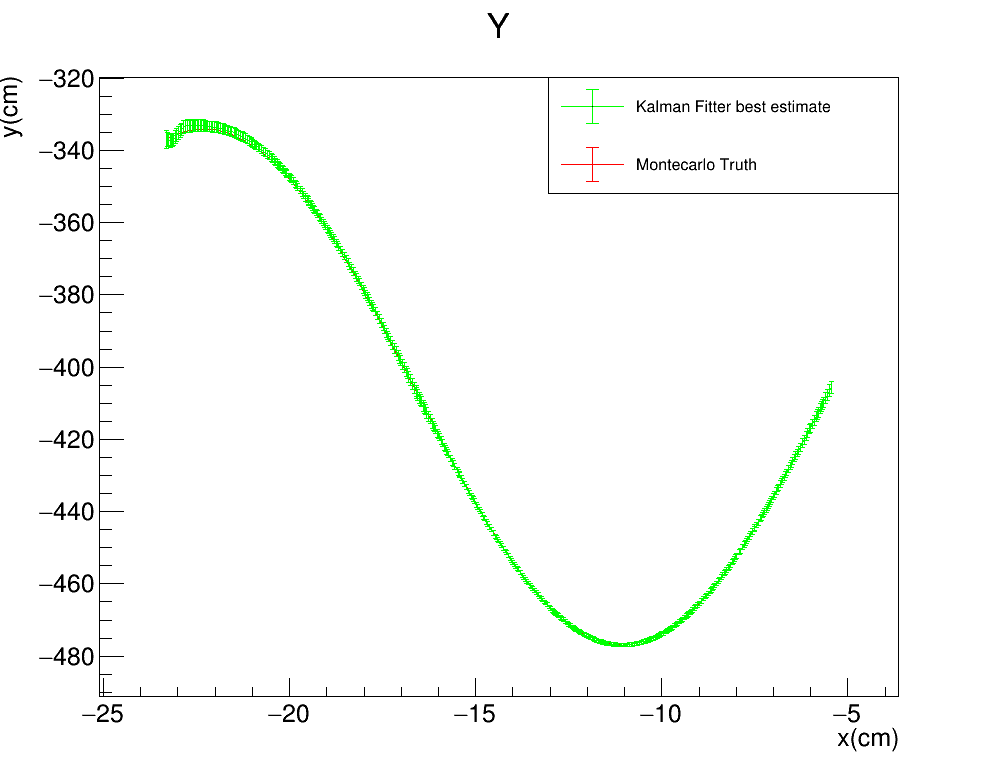 Y
y(cm)
−320
−340
−360
−380
−400
−420
−440
−460
−480
Kalman Fitter best estimate
Montecarlo Truth
−25 −20 −15 −10 −5
x(cm)